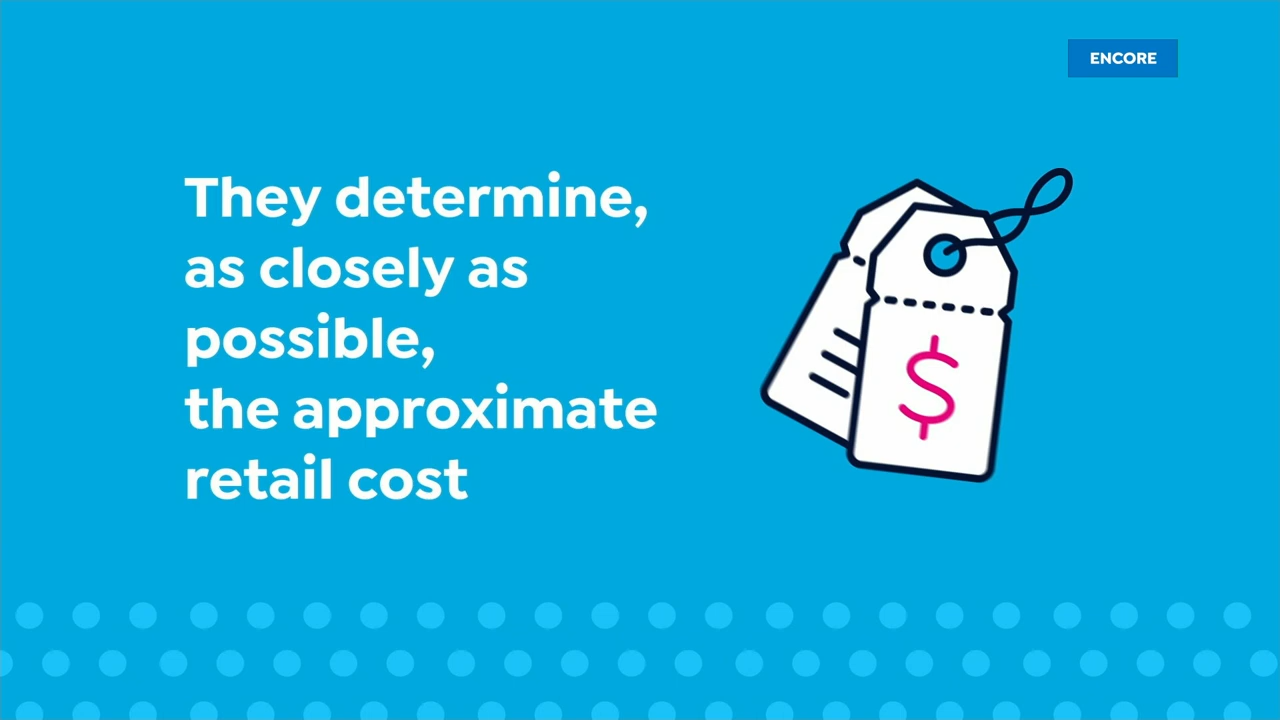 ENCORE
They determine,
as closely as
possible,
the approximate
retail cost
$